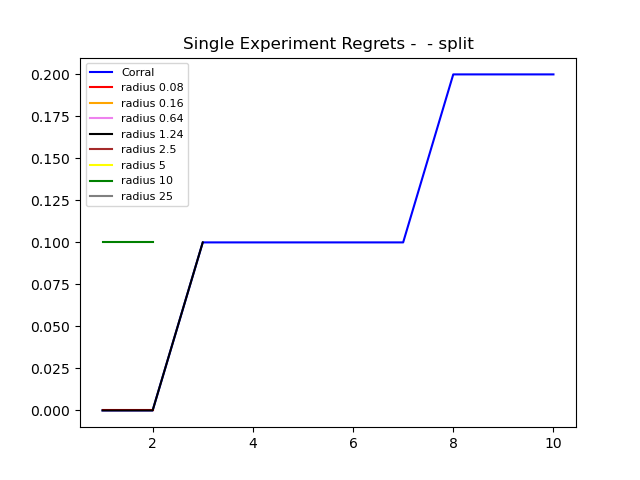 Single Experiment Regrets -  - split
0.200
0.175
0.150
0.125
0.100
0.075
0.050
0.025
0.000
Corral
radius 0.08
radius 0.16
radius 0.64
radius 1.24
radius 2.5
radius 5
radius 10
radius 25
2 4 6 8 10